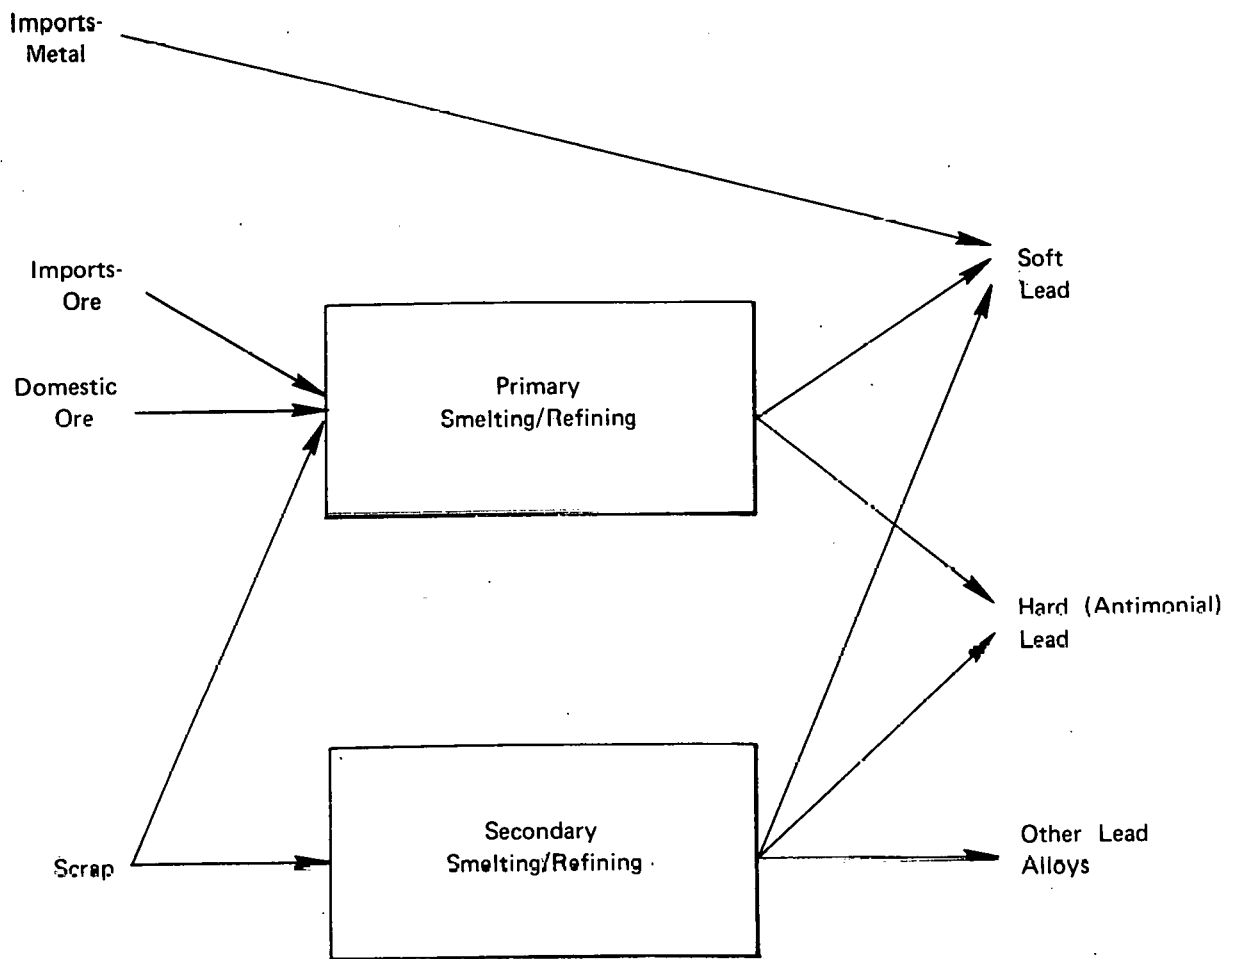 Imports-
Metal
Imports-
Ore
Domestic
Ore
Scrap
Primary
Smelting/Refining
Secondary
Smelting/Refining
Soft
Lead
Hard (Antimonial)
Lead
Other Lead
Alloys